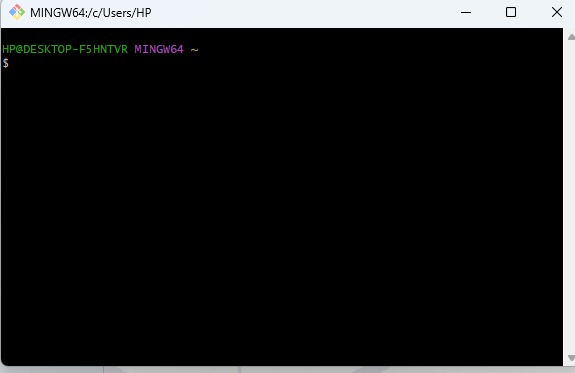 MINGW64:/c/Users/HP
HP@DESKTOP-F5HNTVR MINGW64 ~
$